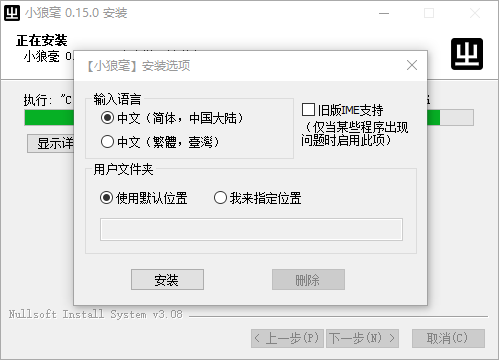 小狼毫 0.15.0 安装
正在安装
小狼毫 0.
执行: "C
显示详
【小狼毫】安装选项
输入语言
中文（简体，中国大陆）
中文（繁體，臺灣）
旧版IME支持
（仅当某些程序出现
问题时启用此项）
用户文件夹
使用默认位置
我来指定位置
安装
删除
Nullsoft Install System v3.08
< 上一步(P)
下一步(N) >
取消(C)